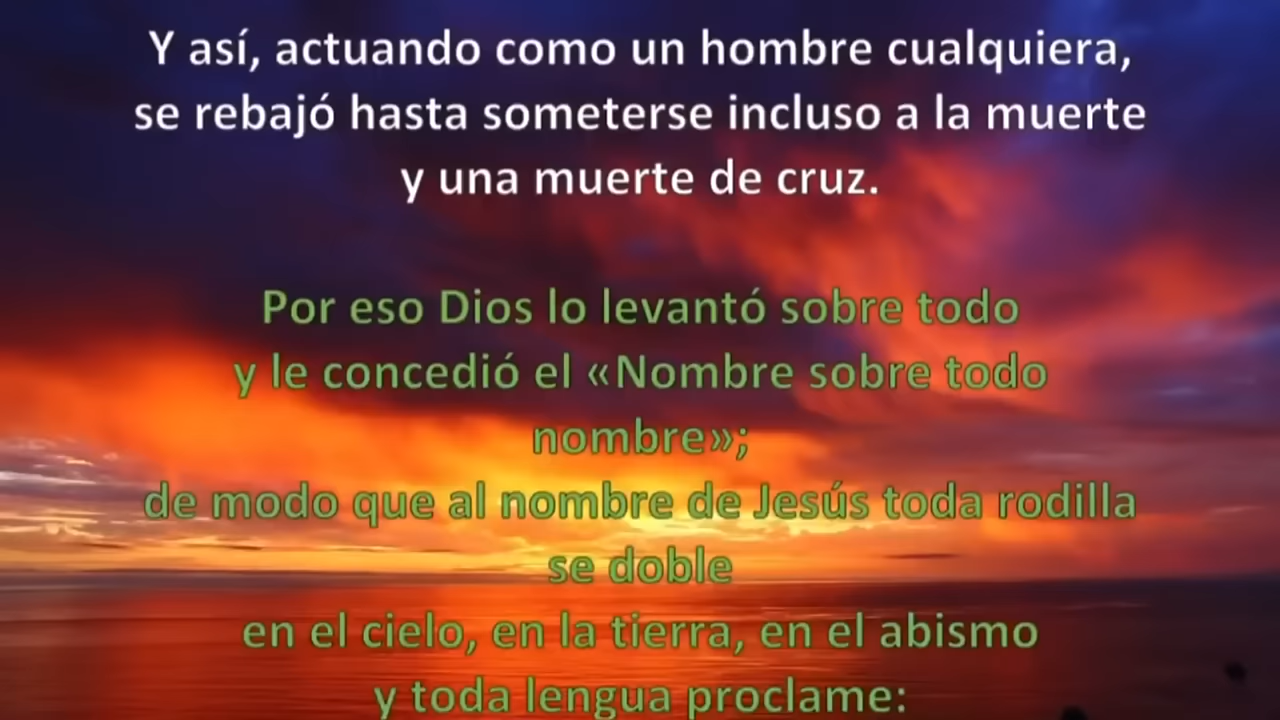 Y así, actuando como un hombre cualquiera,
se rebajó hasta someterse incluso a la muerte
y una muerte de cruz.
Por eso Dios lo levantó sobre todo
y le concedió el «Nombre sobre todo
nombre»;
de modo que al nombre de Jesús toda rodilla
se doble
en el cielo, en la tierra, en el abismo
y toda lengua proclame: